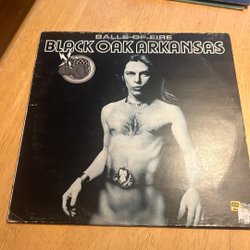 BALLS OF FIRE
BLACK OAK ARKANSAS